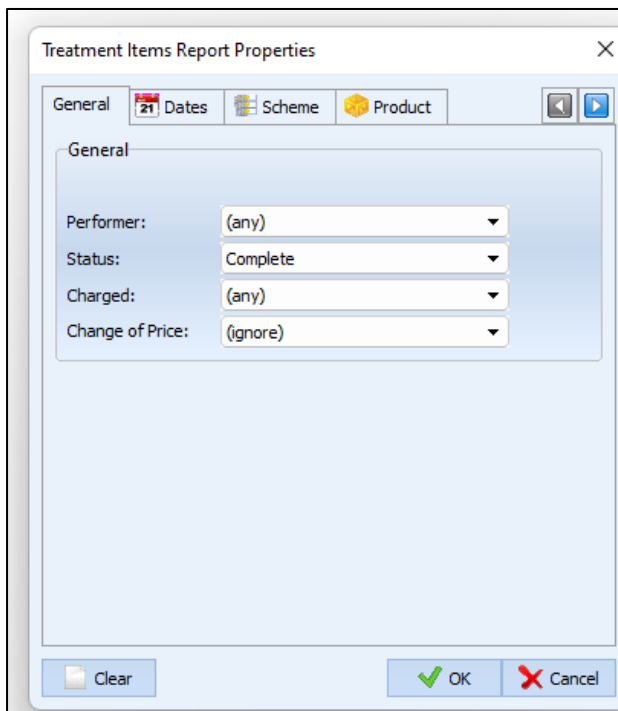 Treatment Items Report Properties
General 21 Dates Scheme Product
General
Performer: (any)
Status: Complete
Charged: (any)
Change of Price: (ignore)
Clear OK Cancel